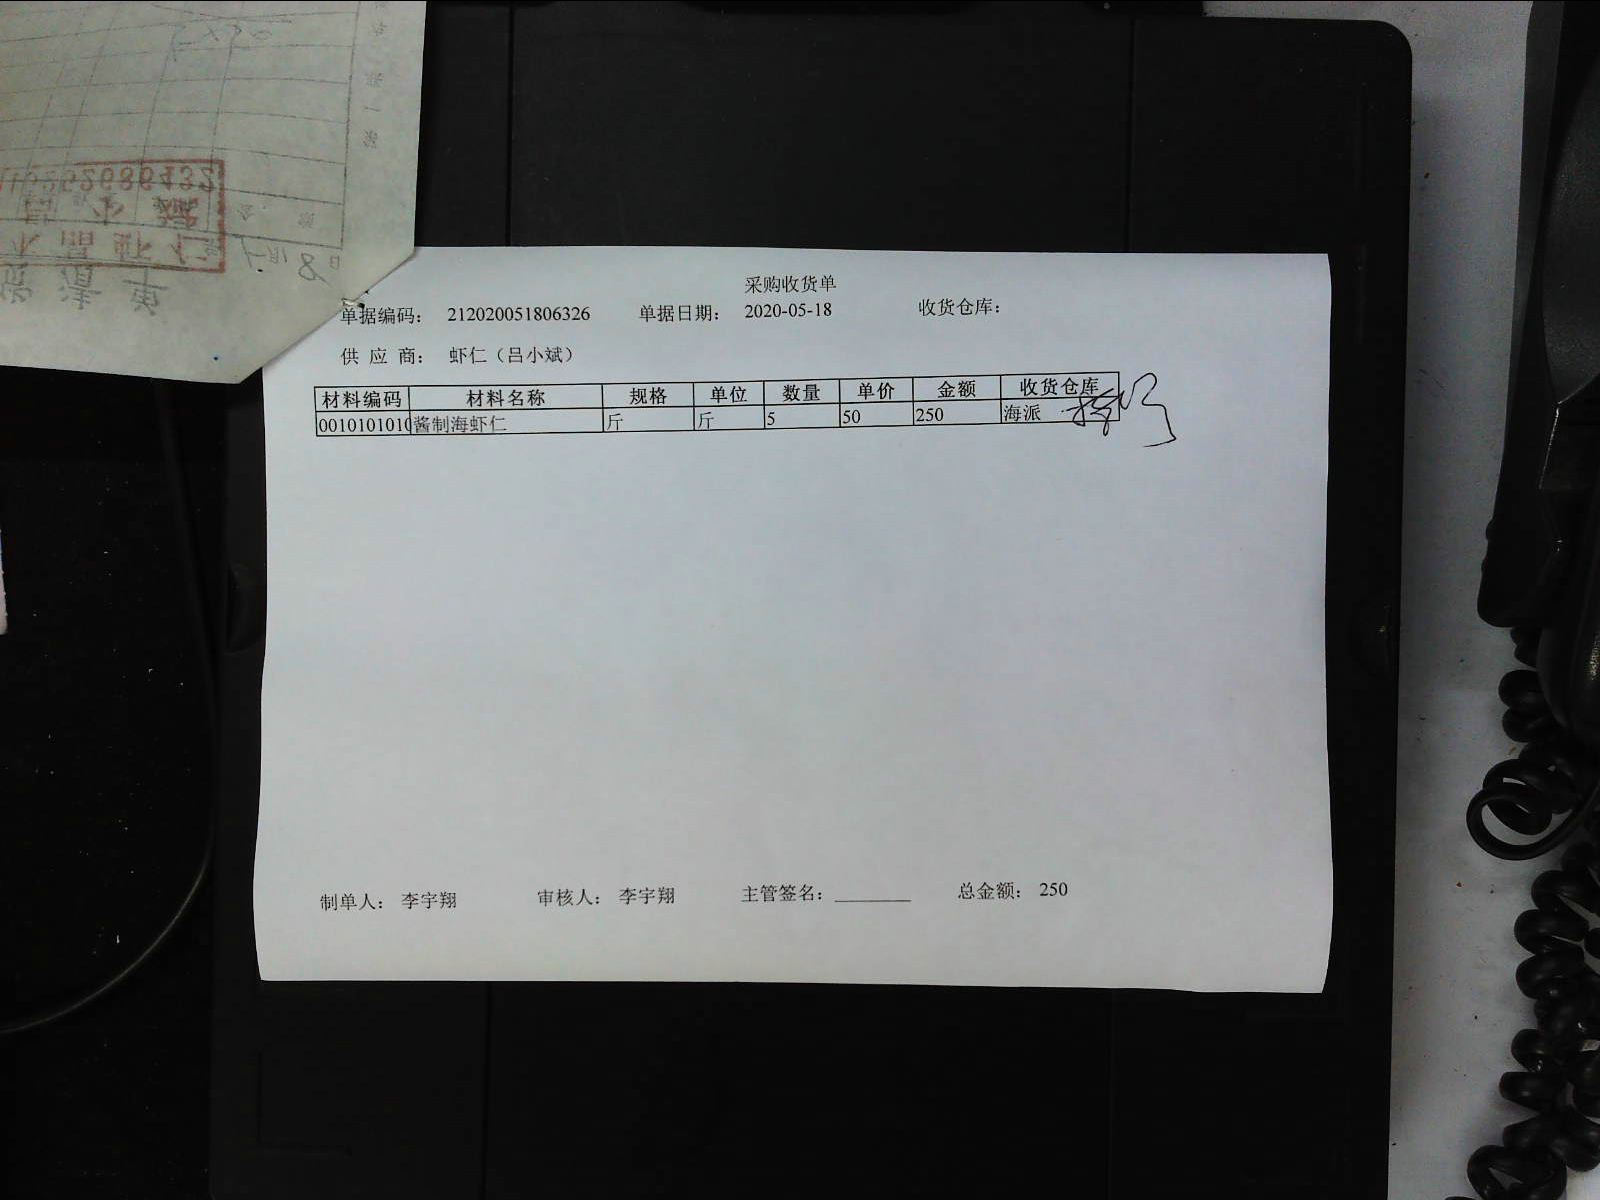 采购收货单
单据编码： 212020051806326 单据日期： 2020-05-18 收货仓库：
供 应 商： 虾仁（吕小斌）
材料编码 材料名称 规格 单位 数量 单价 金额 收货仓库
0010101010 酱制海虾仁 斤 斤 5 50 250 海派
制单人： 李宇翔 审核人： 李宇翔 主管签名：________ 总金额： 250